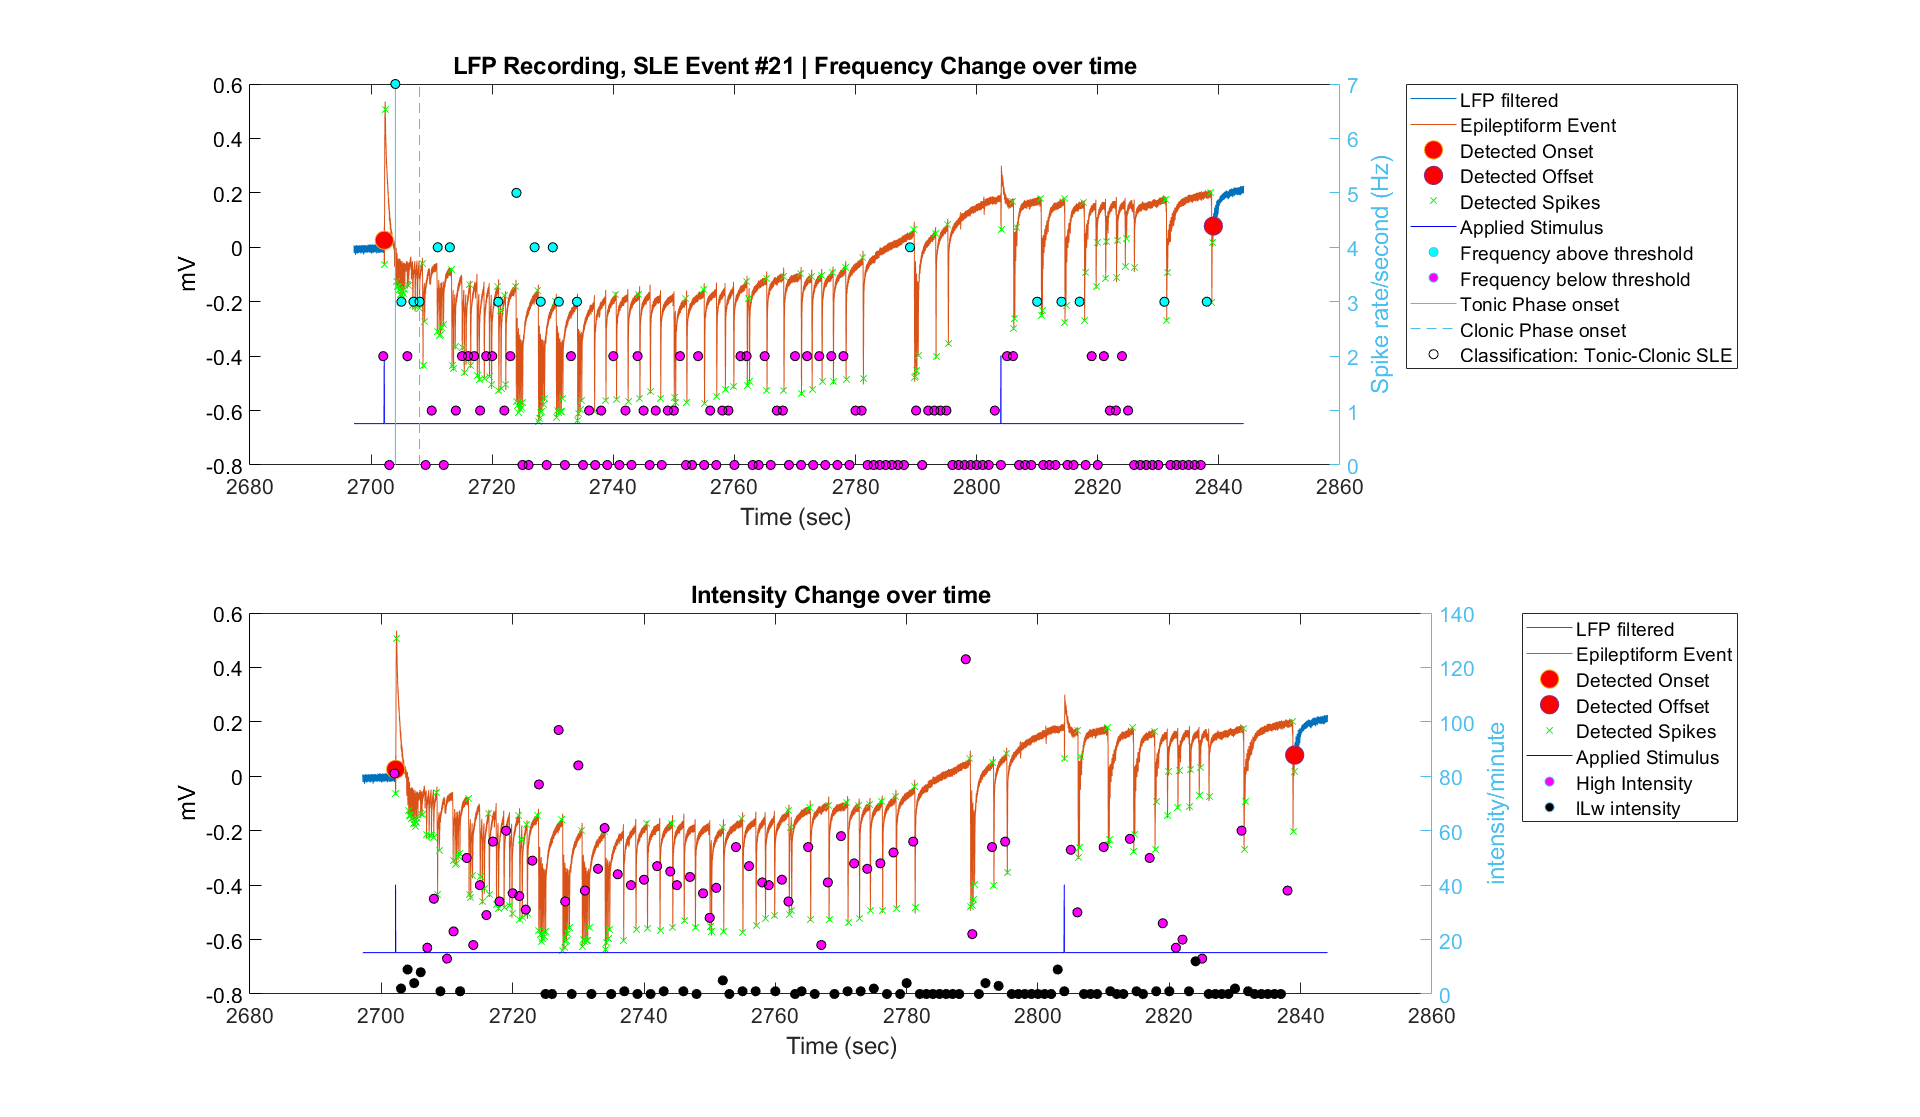 LFP Recording, SLE Event #21 | Frequency Change over time
0.6
0.4
0.2
0
-0.2
-0.4
-0.6
-0.8
mV
7
6
5
4
3
2
1
0
Spike rate/second (Hz)
2680 2700 2720 2740 2760 2780 2800 2820 2840 2860
Time (sec)
LFP filtered
Epileptiform Event
Detected Onset
Detected Offset
Detected Spikes
Applied Stimulus
Frequency above threshold
Frequency below threshold
Tonic Phase onset
Clonic Phase onset
Classification: Tonic-Clonic SLE
Intensity Change over time
0.6
0.4
0.2
0
-0.2
-0.4
-0.6
-0.8
mV
140
120
100
80
60
40
20
0
intensity/minute
2680 2700 2720 2740 2760 2780 2800 2820 2840 2860
Time (sec)
LFP filtered
Epileptiform Event
Detected Onset
Detected Offset
Detected Spikes
Applied Stimulus
High Intensity
lLw intensity